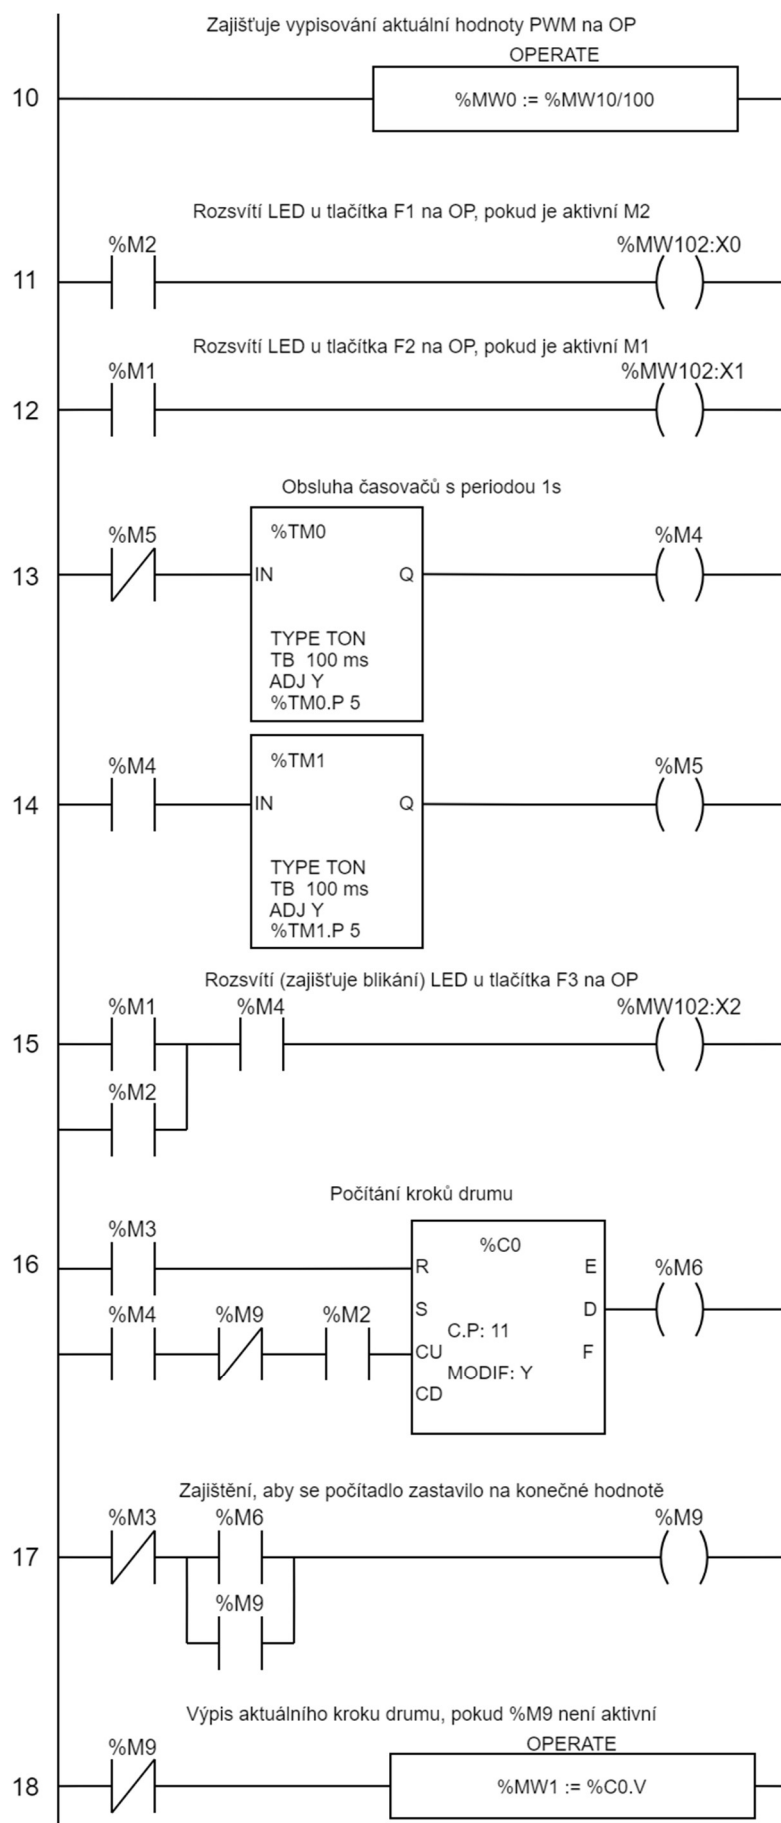 Zajišťuje vypisování aktuální hodnoty PWM na OP
OPERATE
10
%MW0 := %MW10/100
Rozsvítí LED u tlačítka F1 na OP, pokud je aktivní M2
%M2
%MW102:X0
11
Rozsvítí LED u tlačítka F2 na OP, pokud je aktivní M1
%M1
%MW102:X1
12
Obsluha časovačů s periodou 1s
%M5
%TM0
%M4
13
IN
Q
TYPE TON
TB 100 ms
ADJ Y
%TM0.P 5
%M4
%TM1
%M5
14
IN
Q
TYPE TON
TB 100 ms
ADJ Y
%TM1.P 5
Rozsvítí (zajišťuje blikání) LED u tlačítka F3 na OP
%M1
%M4
%MW102:X2
15
%M2
Počítání kroků drumu
%M3
%C0
16
R
E
%M6
%M4
%M9
%M2
S
D
C.P: 11
CU
F
MODIF: Y
CD
Zajištění, aby se počítadlo zastavilo na konečné hodnotě
%M3
%M6
%M9
17
%M9
Výpis aktuálního kroku drumu, pokud %M9 není aktivní
%M9
OPERATE
18
%MW1 := %C0.V